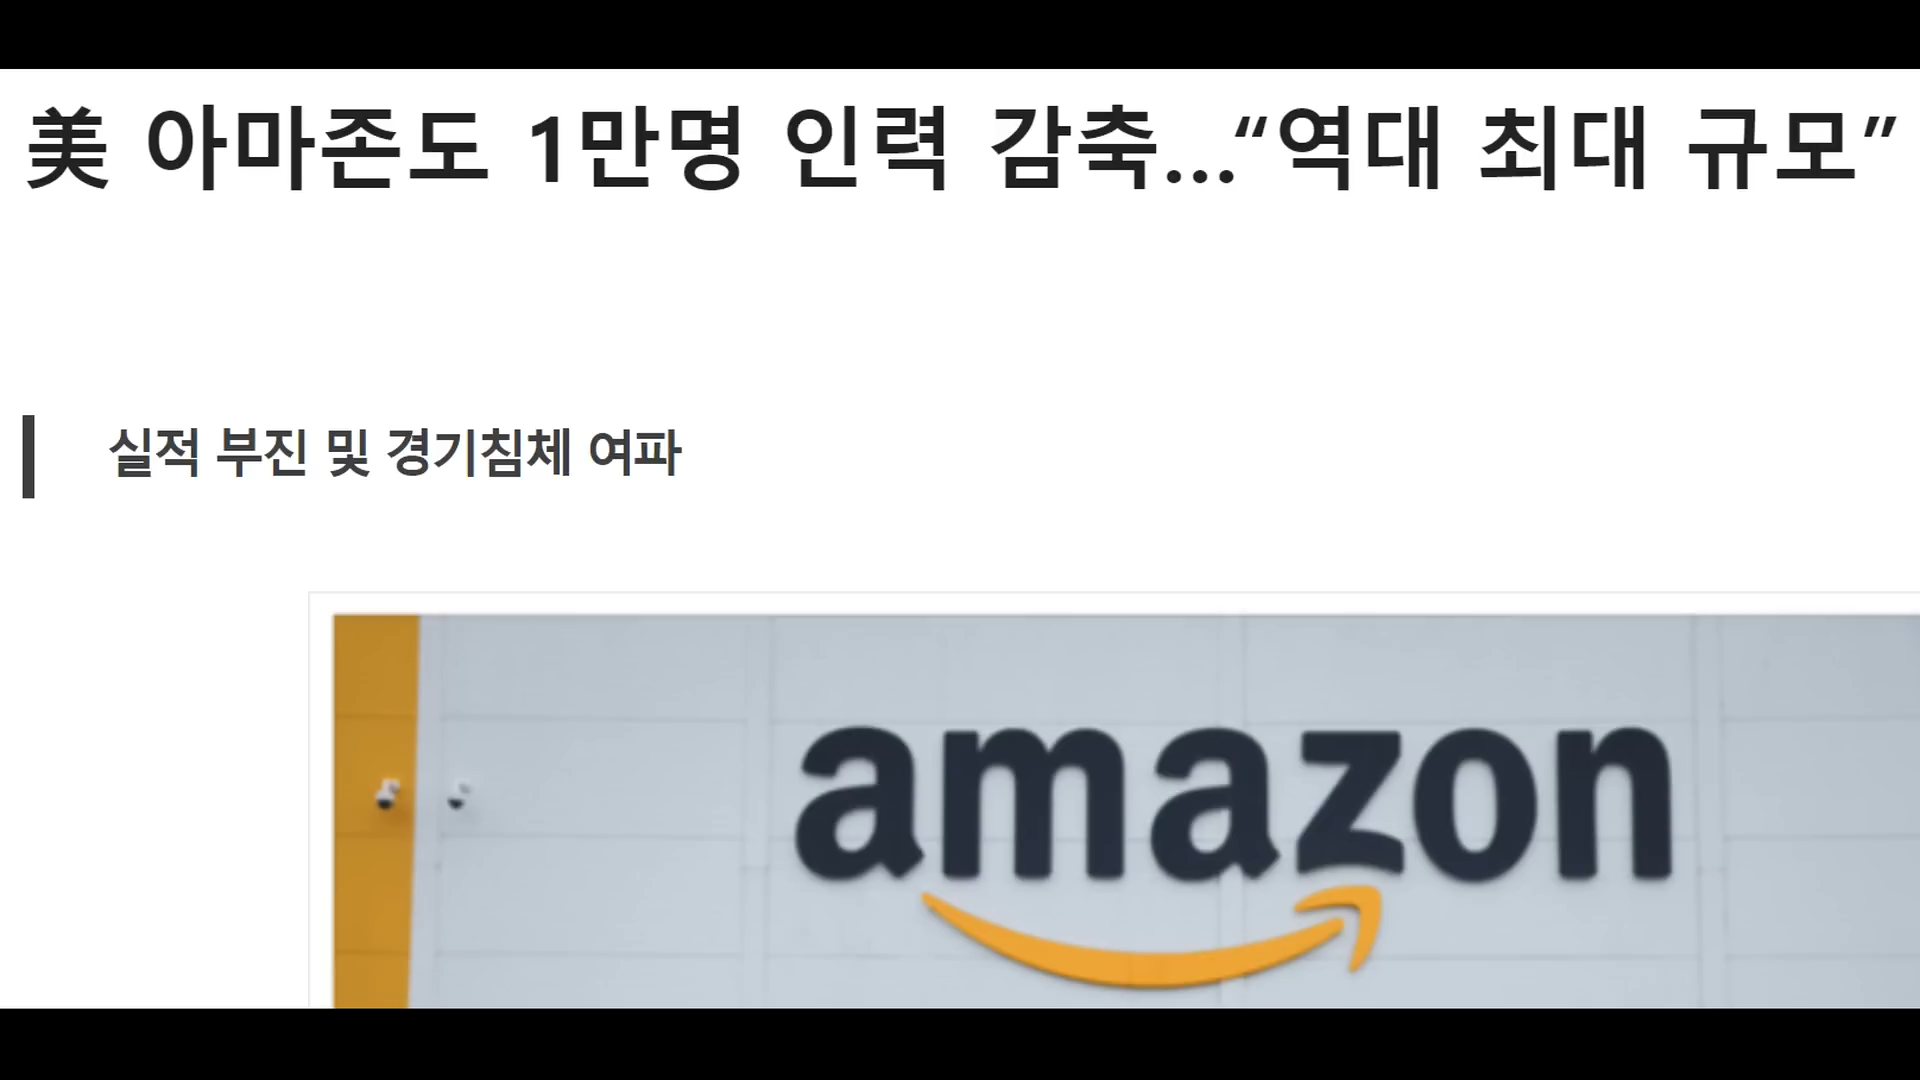 美 아마존도 1만명 인력 감축…“역대 최대 규모”
실적 부진 및 경기침체 여파
amazon